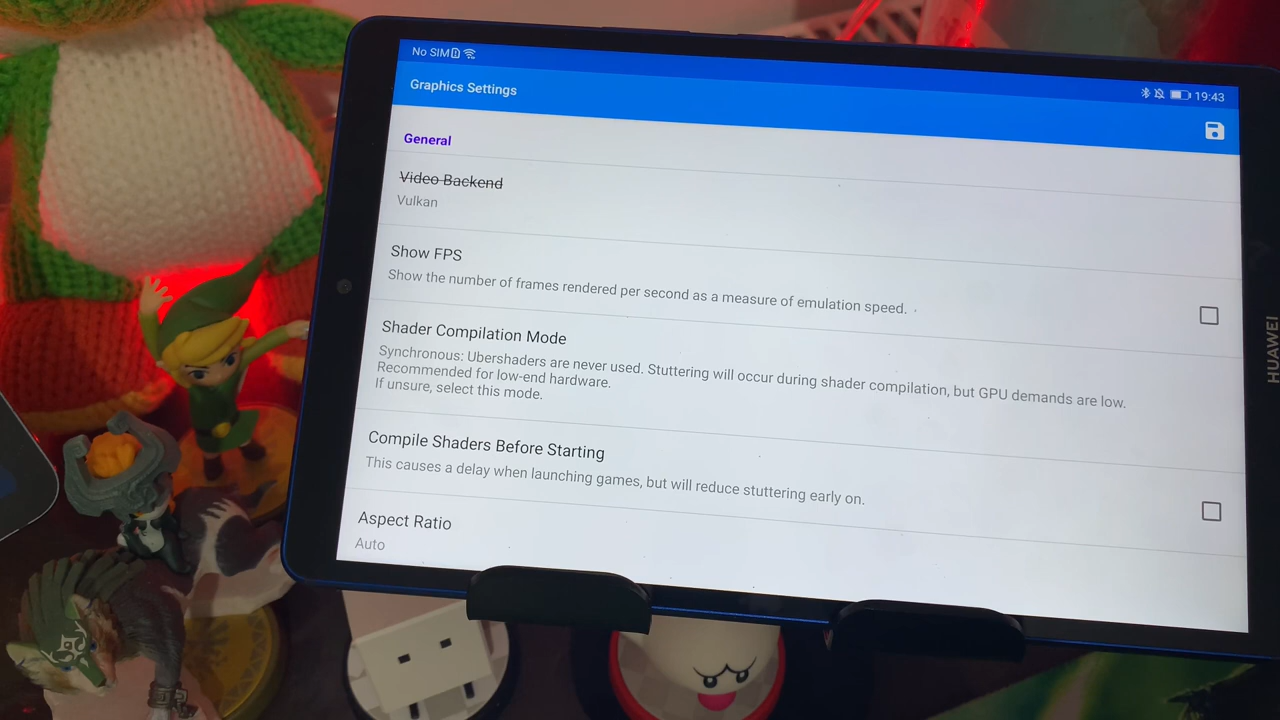 No SIM
19:43
Graphics Settings
General
Video Backend
Vulkan
Show FPS
Show the number of frames rendered per second as a measure of emulation speed.
Shader Compilation Mode
Synchronous: Ubershaders are never used. Stuttering will occur during shader compilation, but GPU demands are low.
Recommended for low-end hardware.
If unsure, select this mode.
Compile Shaders Before Starting
This causes a delay when launching games, but will reduce stuttering early on.
Aspect Ratio
Auto
HUAWEI